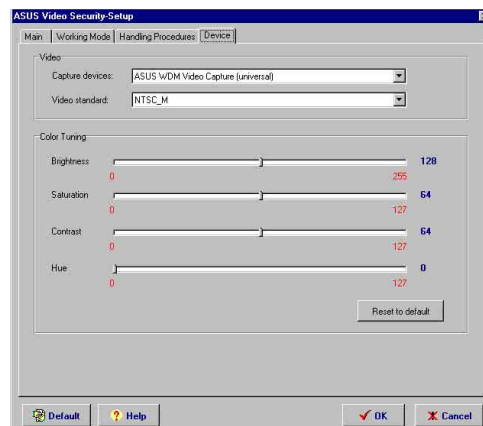 ASUS Video Security-Setup
Main Working Mode Handling Procedures Device
Video
Capture devices: ASUS WDM Video Capture (universal)
Video standard: NTSC_M
Color Tuning
Brightness 128
0 255
Saturation 64
0 127
Contrast 64
0 127
Hue 0
0 127
Reset to default
Default ? Help OK Cancel